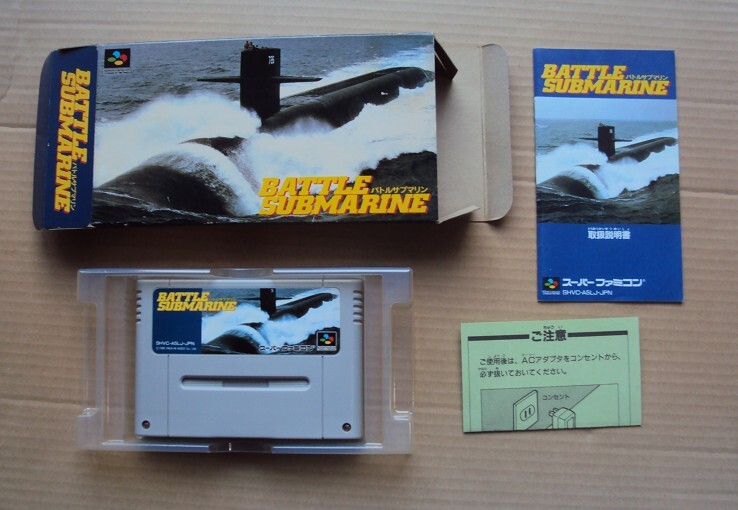 BATTLE
SUBMARINE
バトルサブマリン
BATTLE
バトルサブマリン
SUBMARINE
BATTLE
バトルサブマリン
SUBMARINE
取扱説明書
スーパーファミコン
SHVC-A5LJ-JPN
BATTLE
SUBMARINE
SHVC-A5LJ-JPN
スーパーファミコン
ご注意
ご使用後は、ACアダプタをコンセントから、
必ず抜いておいてください。
コンセント